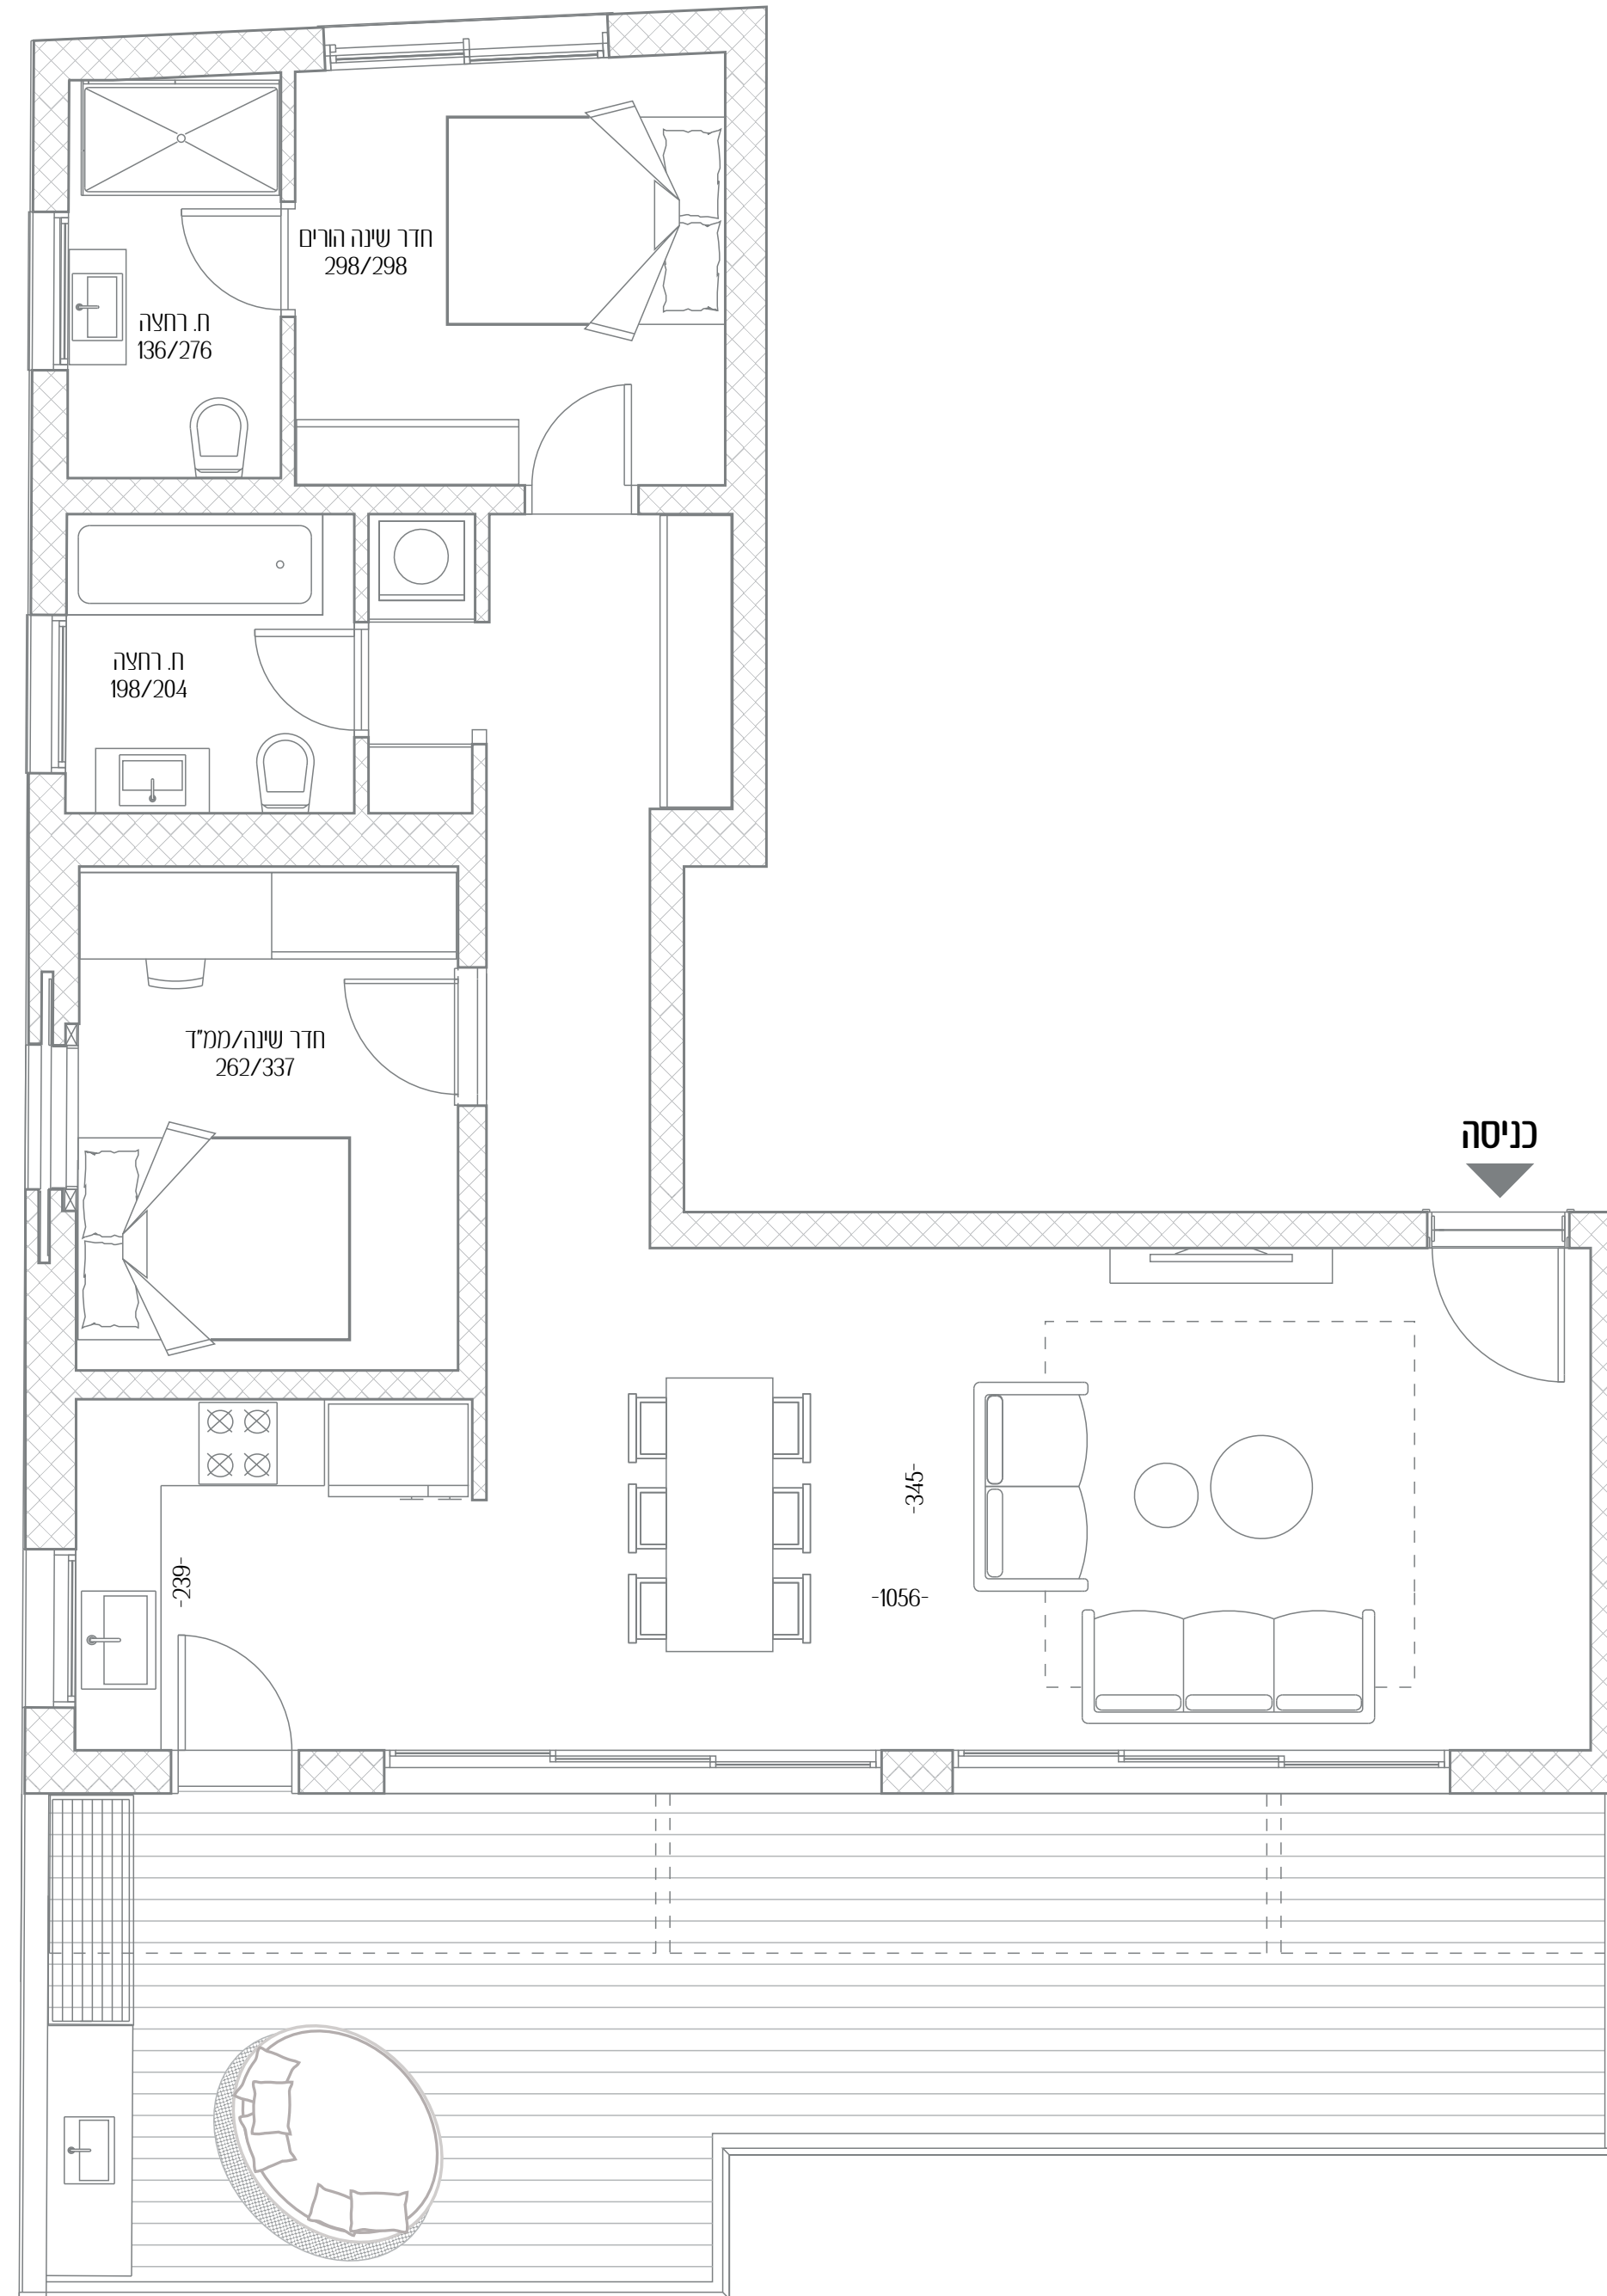 חדר שינה הורים
298/298
ח. רחצה
136/276
ח. רחצה
198/204
חדר שינה/ממ"ד
262/337
כניסה
-345-
-239-
-1056-